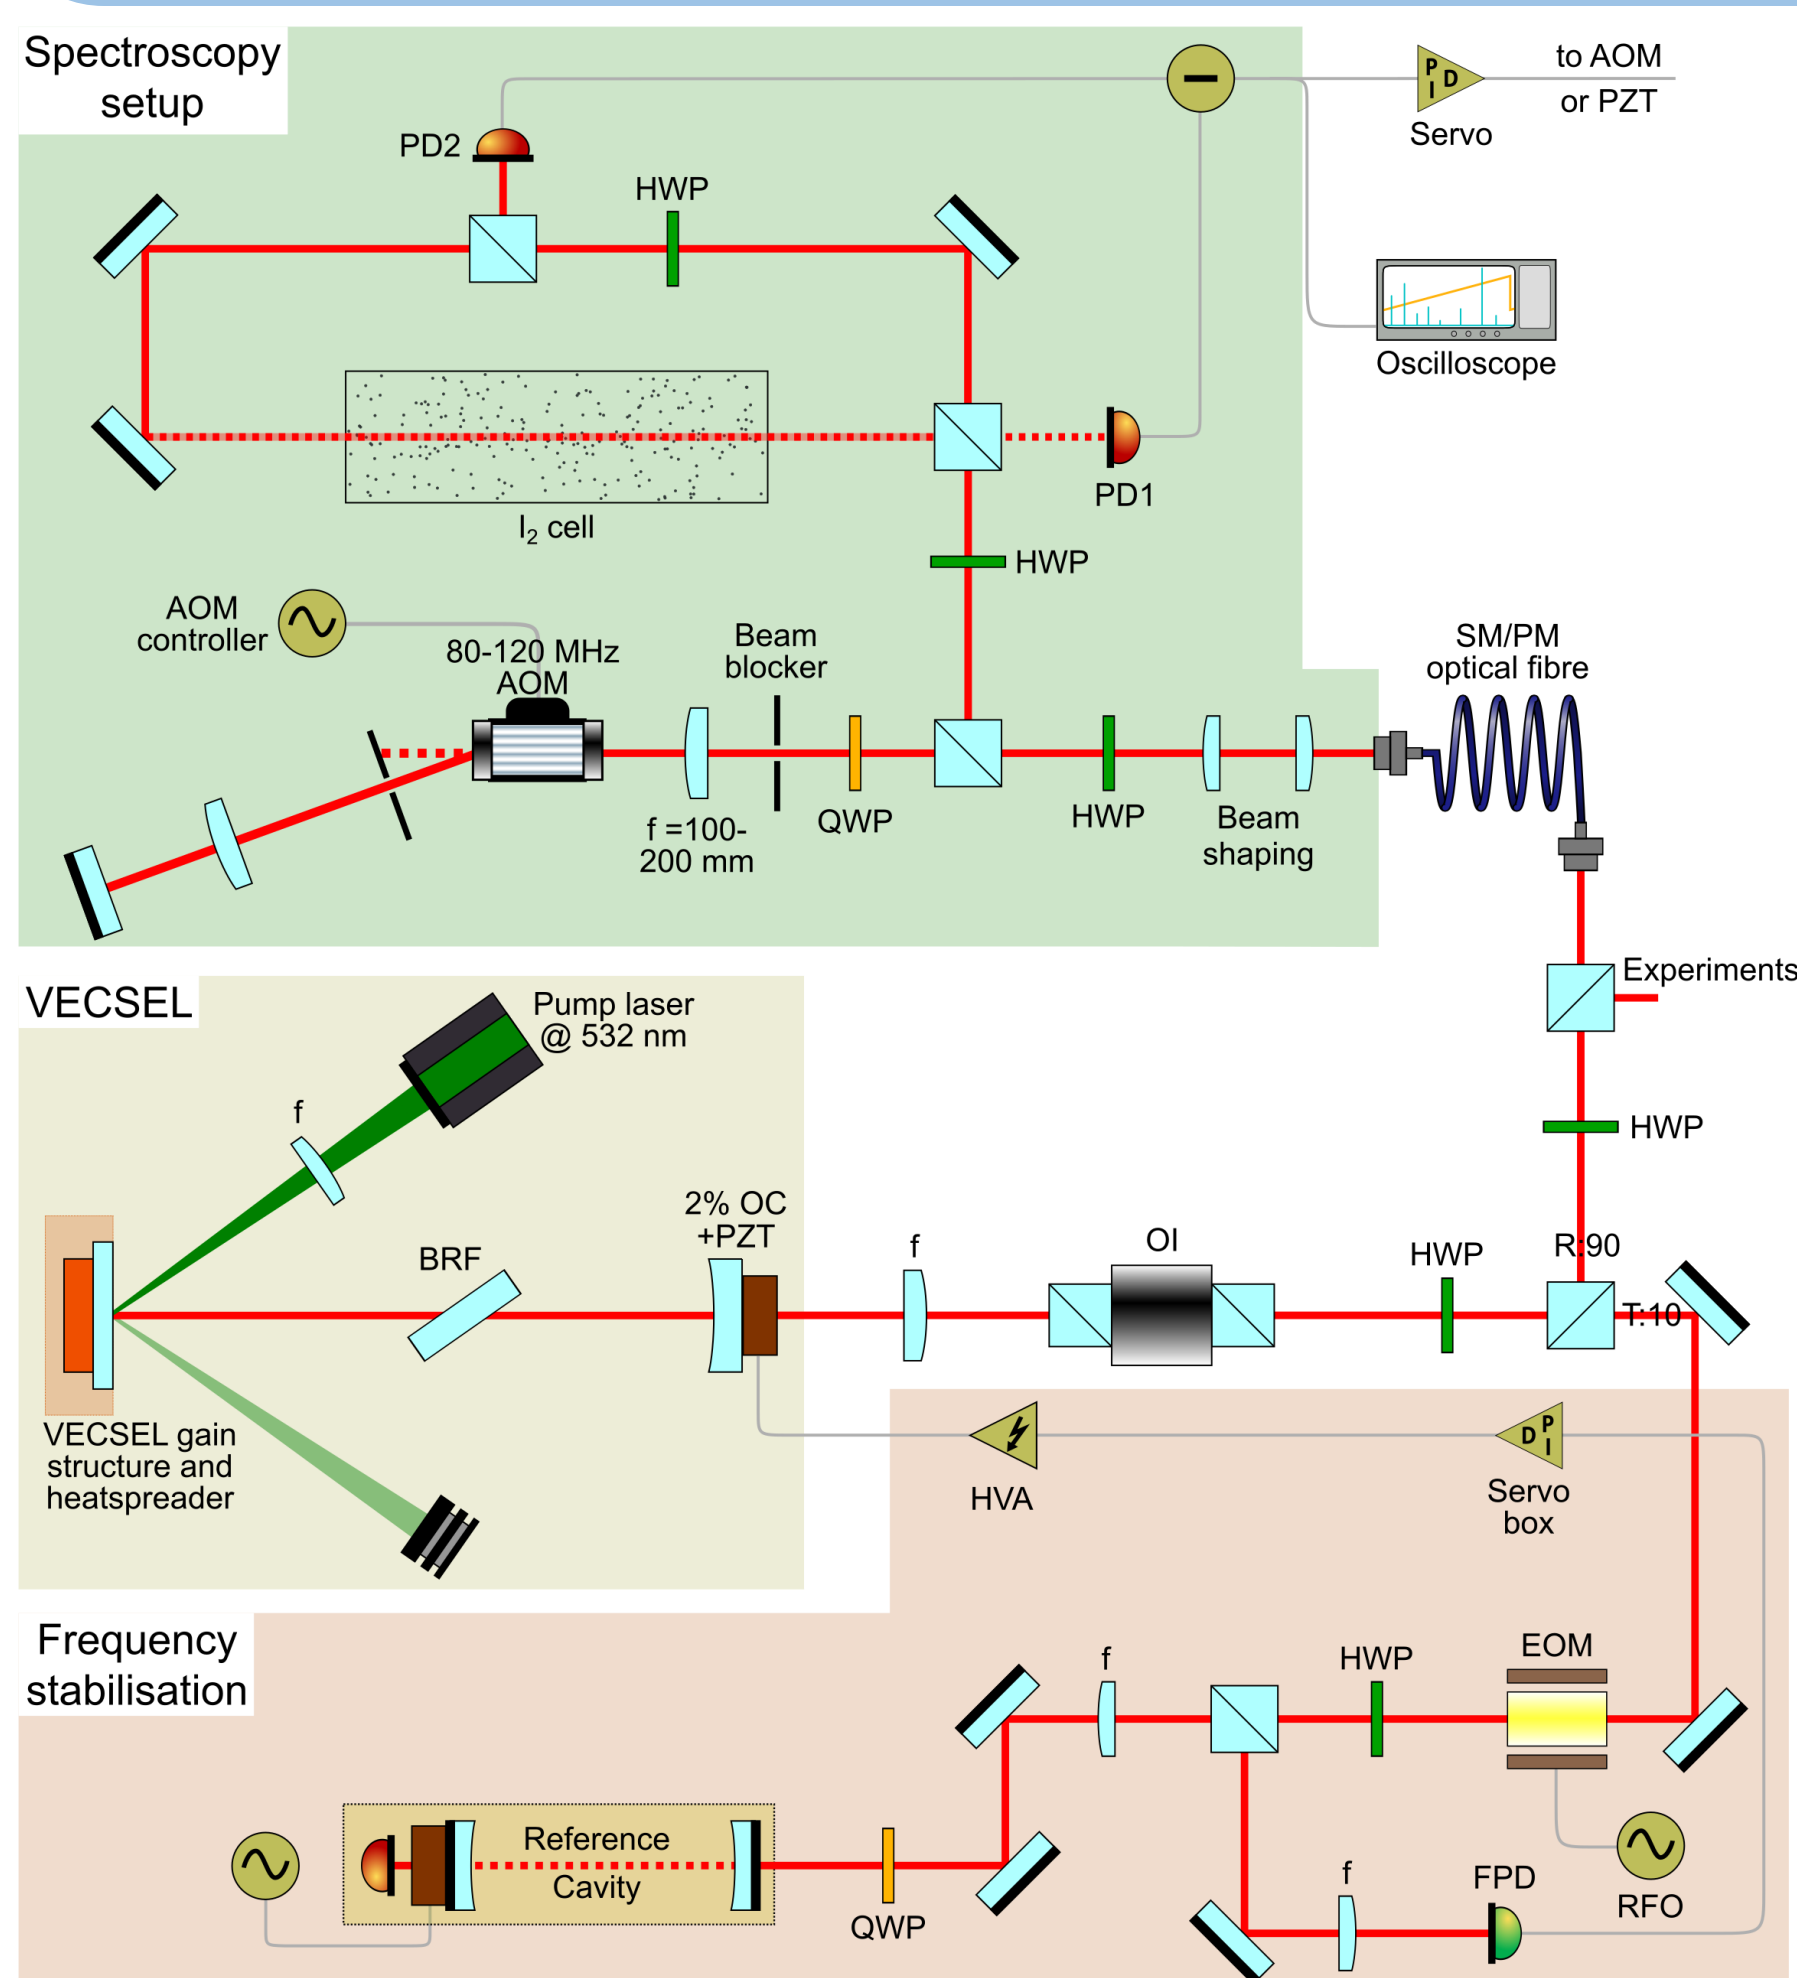 Spectroscopy
setup
to AOM
or PZT
P
I
D
Servo
PD2
HWP
Oscilloscope
PD1
I₂ cell
HWP
AOM
controller
80-120 MHz
AOM
Beam
blocker
SM/PM
optical fibre
f =100-
200 mm
QWP
HWP
Beam
shaping
Experiments
VECSEL
Pump laser
@ 532 nm
f
HWP
2% OC
+PZT
BRF
f
OI
HWP
R:90
T:10
VECSEL gain
structure and
heatspreader
HVA
D
P
I
Servo
box
Frequency
stabilisation
f
HWP
EOM
Reference
Cavity
QWP
f
FPD
RFO